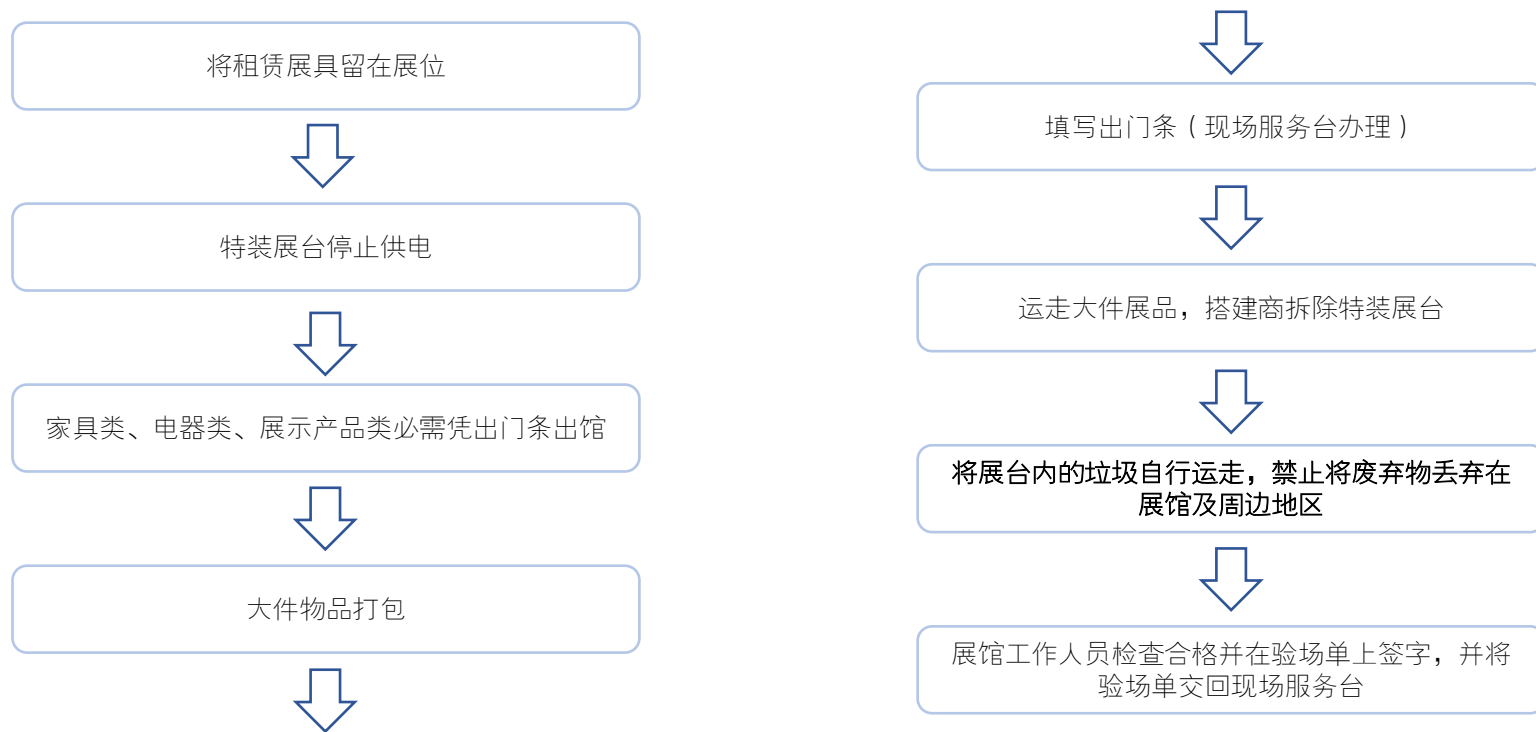 将租赁展具留在展位
特装展台停止供电
家具类、电器类、展示产品类必需凭出门条出馆
大件物品打包
填写出门条（现场服务台办理）
运走大件展品，搭建商拆除特装展台
将展台内的垃圾自行运走，禁止将废弃物丢弃在
展馆及周边地区
展馆工作人员检查合格并在验场单上签字，并将
验场单交回现场服务台